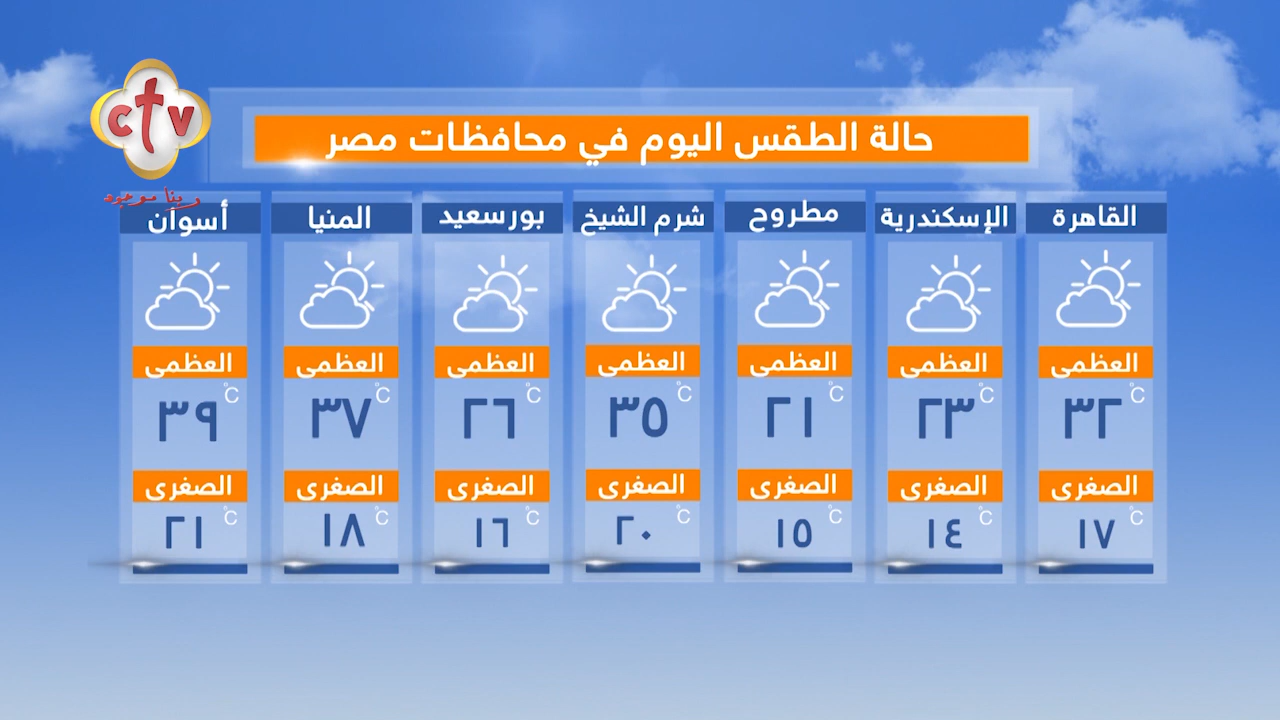 ctv
ربنا موجود
حالة الطقس اليوم في محافظات مصر
القاهرة
العظمى
٣٢ °C
الصغرى
١٧ °C
الإسكندرية
العظمى
٢٣ °C
الصغرى
١٤ °C
مطروح
العظمى
٢١ °C
الصغرى
١٥ °C
شرم الشيخ
العظمى
٣٥ °C
الصغرى
٢٠ °C
بورسعيد
العظمى
٢٦ °C
الصغرى
١٦ °C
المنيا
العظمى
٣٧ °C
الصغرى
١٨ °C
أسوان
العظمى
٣٩ °C
الصغرى
٢١ °C